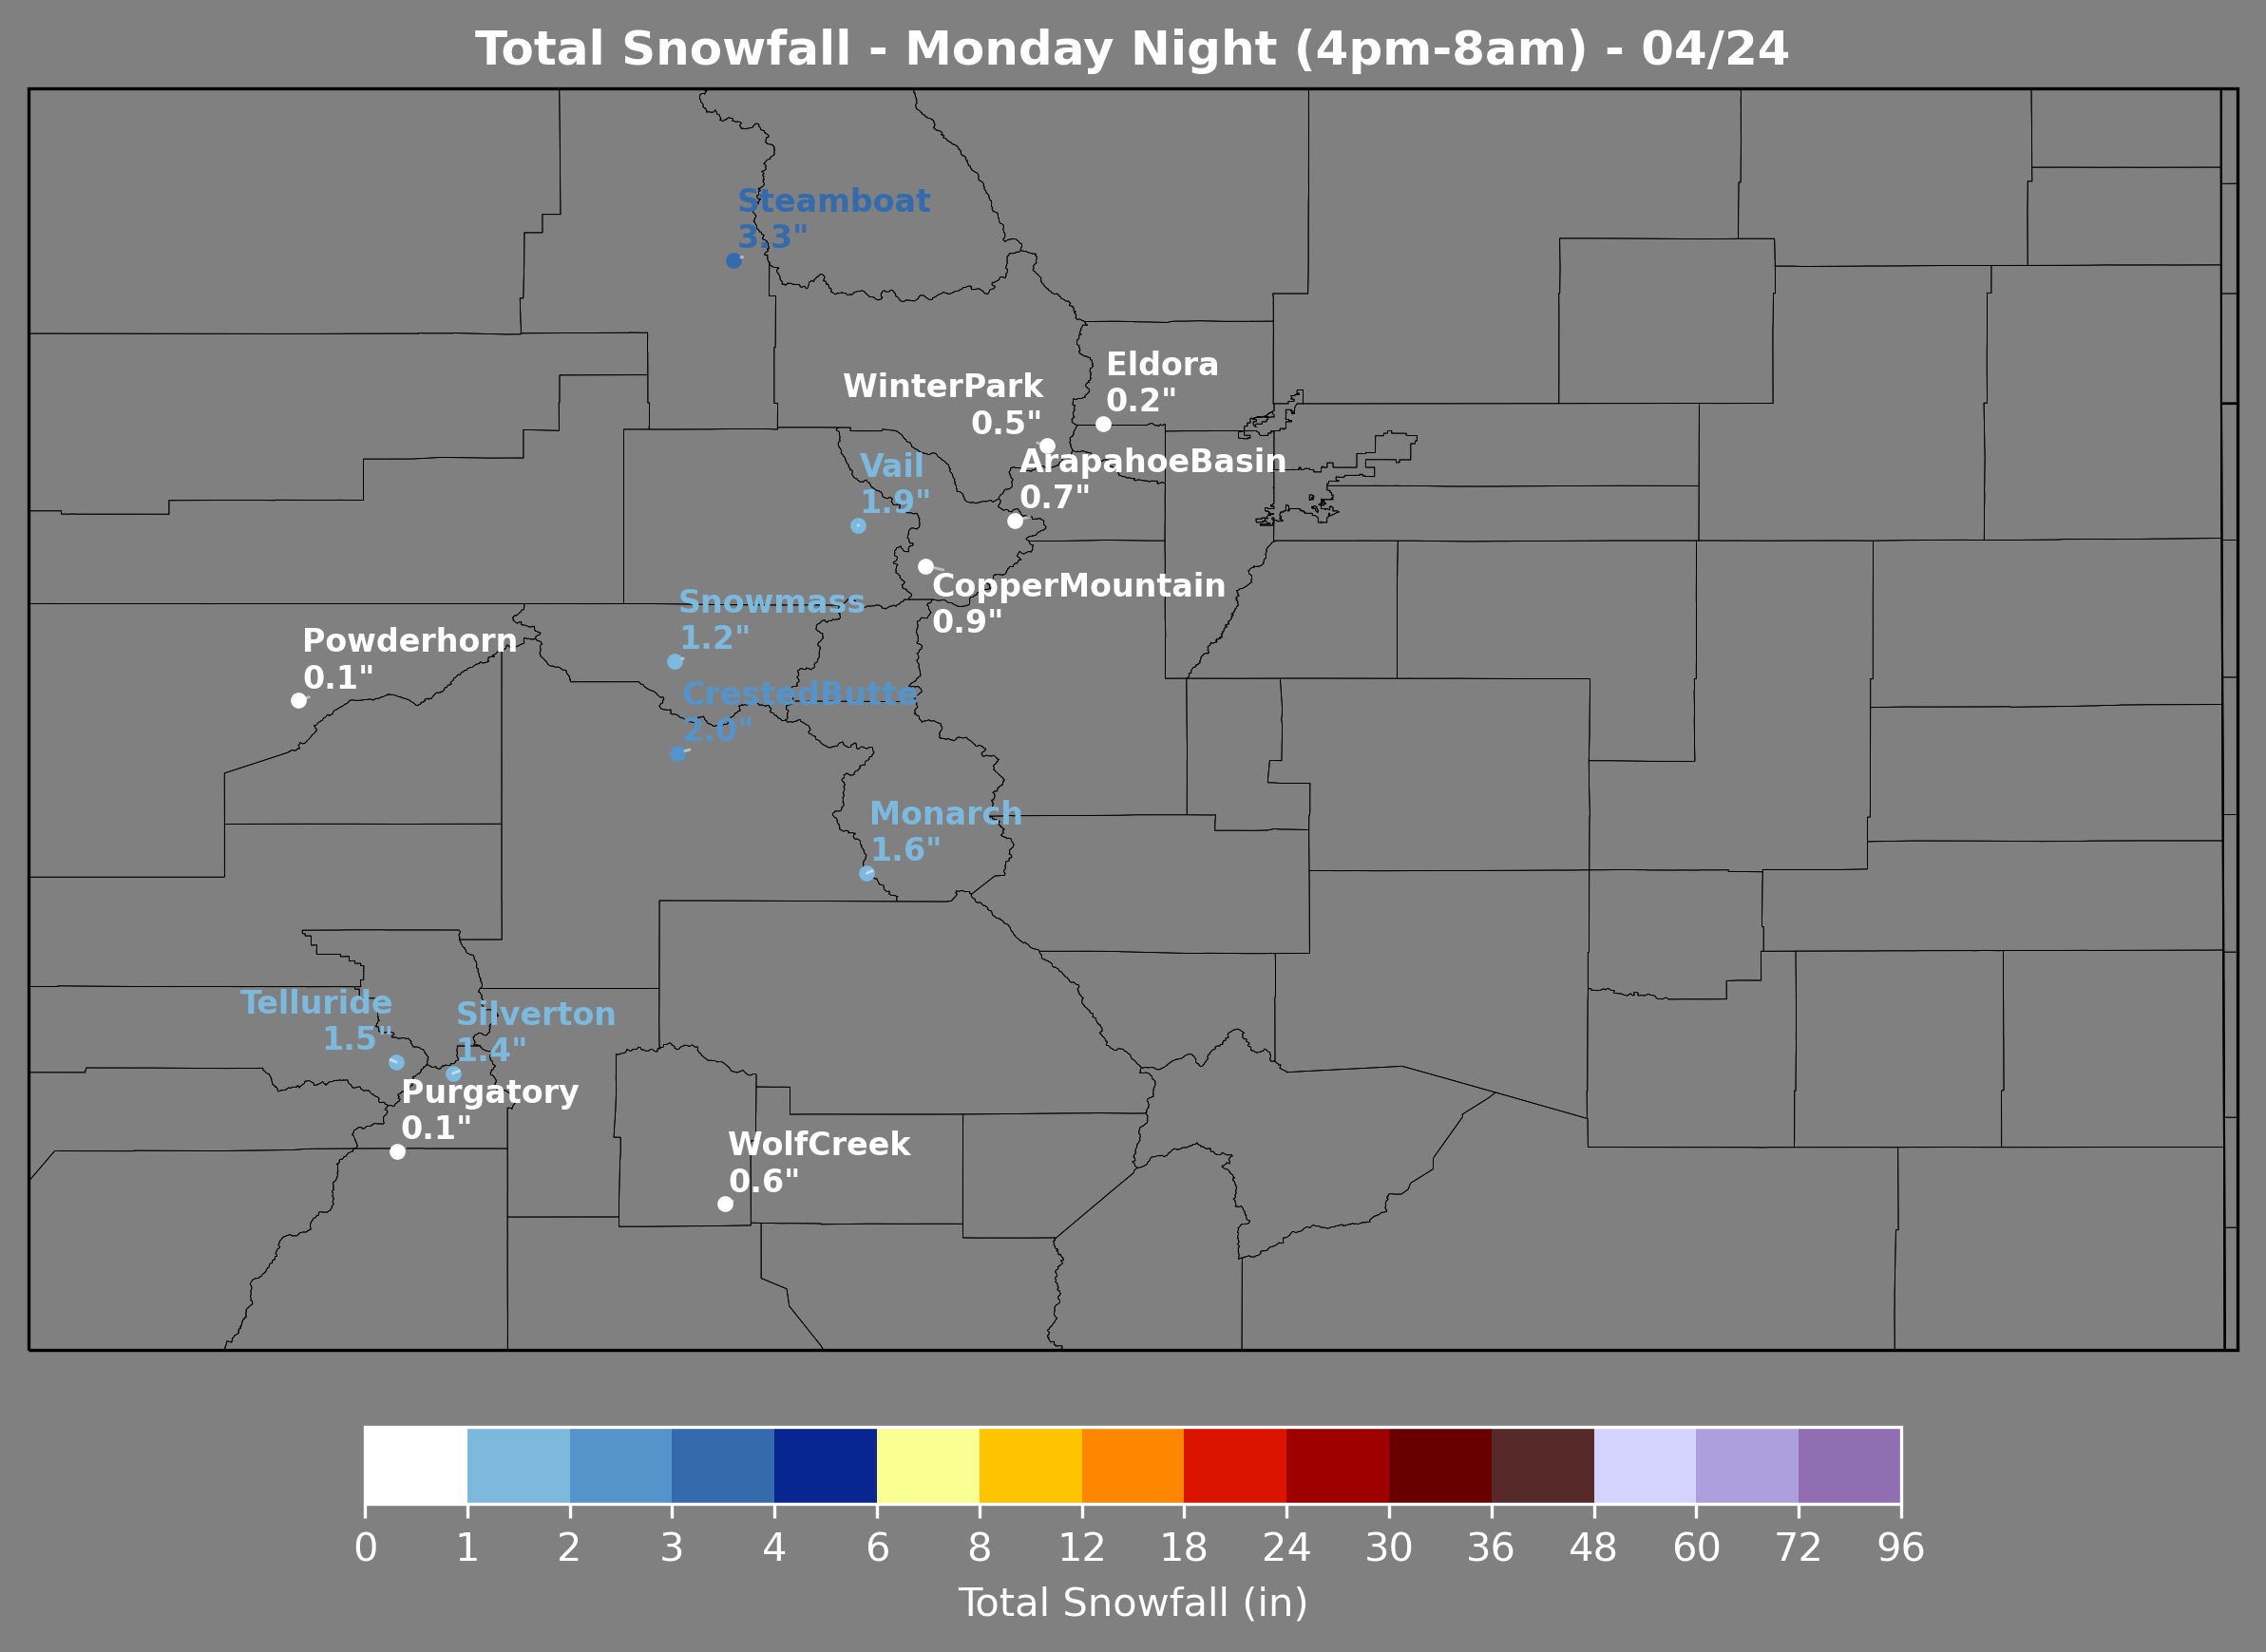 Total Snowfall - Monday Night (4pm-8am) - 04/24
Steamboat
3.3"
Eldora
0.2"
WinterPark
0.5"
ArapahoeBasin
0.7"
Vail
1.9"
CopperMountain
0.9"
Snowmass
1.2"
Powderhorn
0.1"
CrestedButte
2.0"
Monarch
1.6"
Telluride
1.5"
Silverton
1.4"
Purgatory
0.1"
WolfCreek
0.6"
0 1 2 3 4 6 8 12 18 24 30 36 48 60 72 96
Total Snowfall (in)